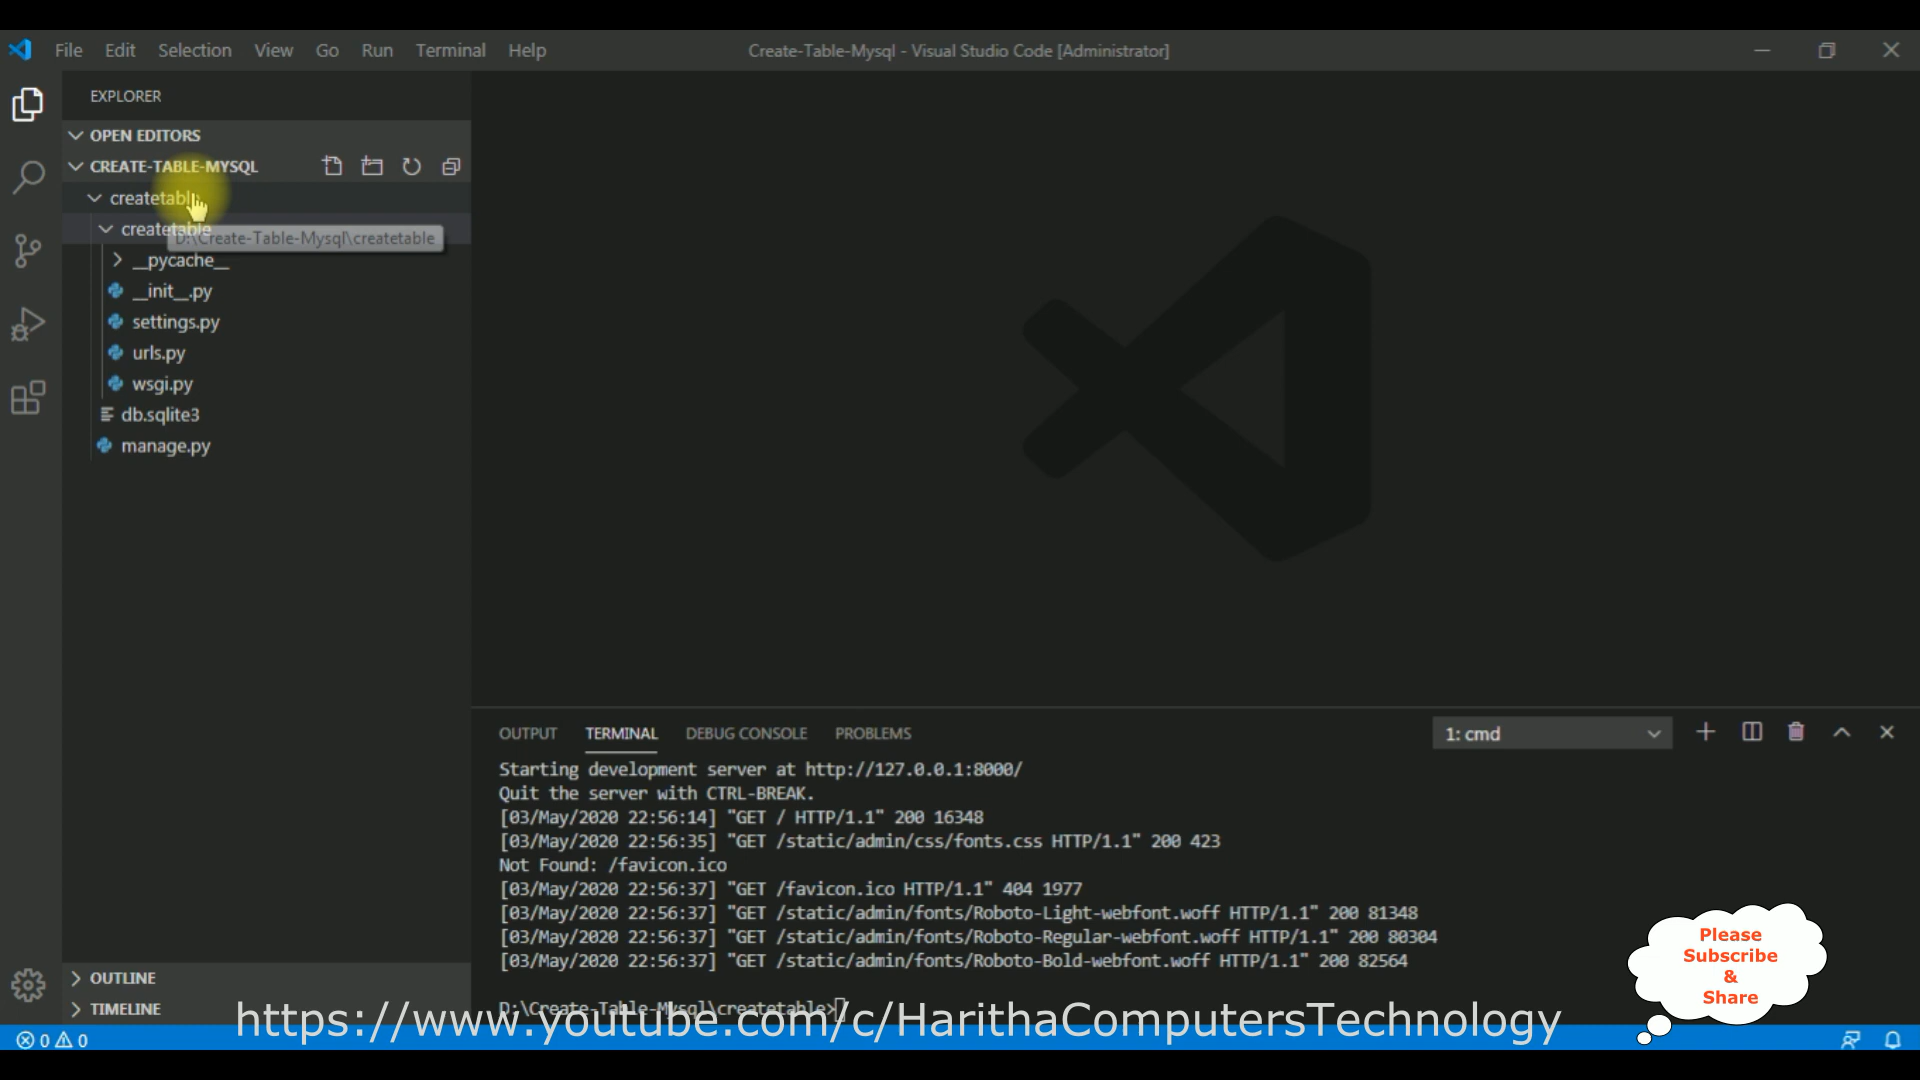 File Edit Selection View Go Run Terminal Help
Create-Table-Mysql - Visual Studio Code [Administrator]
EXPLORER
OPEN EDITORS
CREATE-TABLE-MYSQL
createtable
createtable
D:\Create-Table-Mysql\createtable
__pycache__
__init__.py
settings.py
urls.py
wsgi.py
db.sqlite3
manage.py
OUTLINE
TIMELINE
OUTPUT TERMINAL DEBUG CONSOLE PROBLEMS
1: cmd
Starting development server at http://127.0.0.1:8000/
Quit the server with CTRL-BREAK.
[03/May/2020 22:56:14] "GET / HTTP/1.1" 200 16348
[03/May/2020 22:56:35] "GET /static/admin/css/fonts.css HTTP/1.1" 200 423
Not Found: /favicon.ico
[03/May/2020 22:56:37] "GET /favicon.ico HTTP/1.1" 404 1977
[03/May/2020 22:56:37] "GET /static/admin/fonts/Roboto-Light-webfont.woff HTTP/1.1" 200 81348
[03/May/2020 22:56:37] "GET /static/admin/fonts/Roboto-Regular-webfont.woff HTTP/1.1" 200 80304
[03/May/2020 22:56:37] "GET /static/admin/fonts/Roboto-Bold-webfont.woff HTTP/1.1" 200 82564
D:\Create-Table-Mysql\createtable>
https://www.youtube.com/c/HarithaComputersTechnology
Please
Subscribe
&
Share
0 0